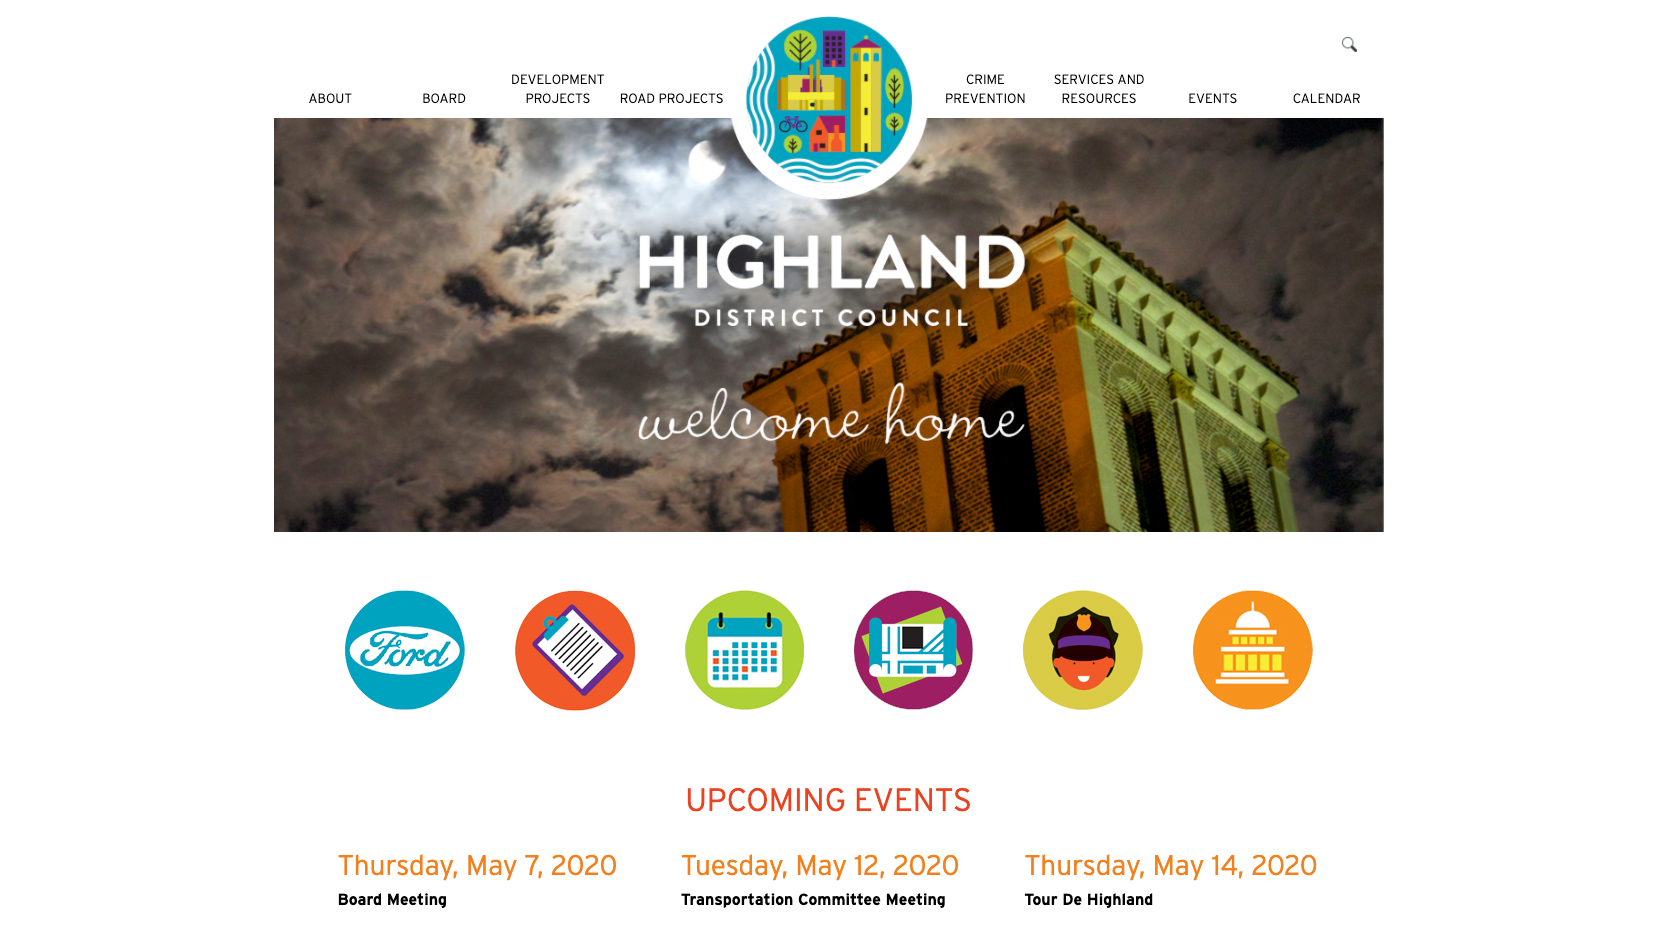 ABOUT
BOARD
DEVELOPMENT
PROJECTS
ROAD PROJECTS
CRIME
PREVENTION
SERVICES AND
RESOURCES
EVENTS
CALENDAR
HIGHLAND
DISTRICT COUNCIL
welcome home
Ford
UPCOMING EVENTS
Thursday, May 7, 2020
Board Meeting
Tuesday, May 12, 2020
Transportation Committee Meeting
Thursday, May 14, 2020
Tour De Highland